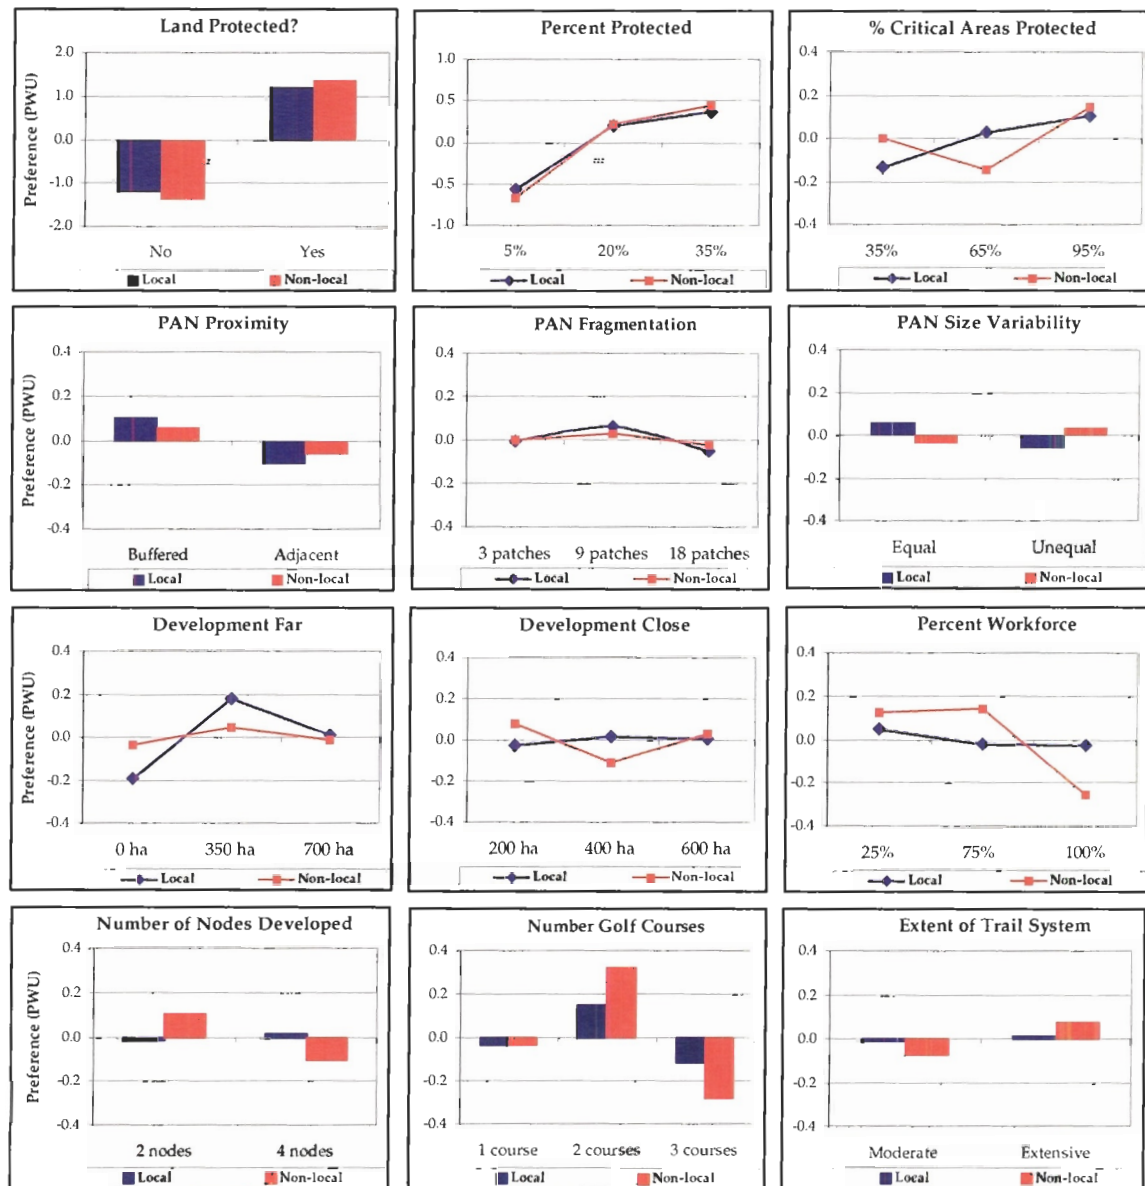 Land Protected?
Preference (PWU)
2.0
1.0
0.0
-1.0
-2.0
No Yes
Local Non-local
Percent Protected
1.0
0.5
0.0
-0.5
-1.0
5% 20% 35%
Local Non-local
% Critical Areas Protected
0.4
0.2
0.0
-0.2
-0.4
35% 65% 95%
Local Non-local
PAN Proximity
Preference (PWU)
0.4
0.2
0.0
-0.2
-0.4
Buffered Adjacent
Local Non-local
PAN Fragmentation
0.4
0.2
0.0
-0.2
-0.4
3 patches 9 patches 18 patches
Local Non-local
PAN Size Variability
0.4
0.2
0.0
-0.2
-0.4
Equal Unequal
Local Non-local
Development Far
Preference (PWU)
0.4
0.2
0.0
-0.2
-0.4
0 ha 350 ha 700 ha
Local Non-local
Development Close
0.4
0.2
0.0
-0.2
-0.4
200 ha 400 ha 600 ha
Local Non-local
Percent Workforce
0.4
0.2
0.0
-0.2
-0.4
25% 75% 100%
Local Non-local
Number of Nodes Developed
Preference (PWU)
0.4
0.2
0.0
-0.2
-0.4
2 nodes 4 nodes
Local Non-local
Number Golf Courses
0.4
0.2
0.0
-0.2
-0.4
1 course 2 courses 3 courses
Local Non-local
Extent of Trail System
0.4
0.2
0.0
-0.2
-0.4
Moderate Extensive
Local Non-local